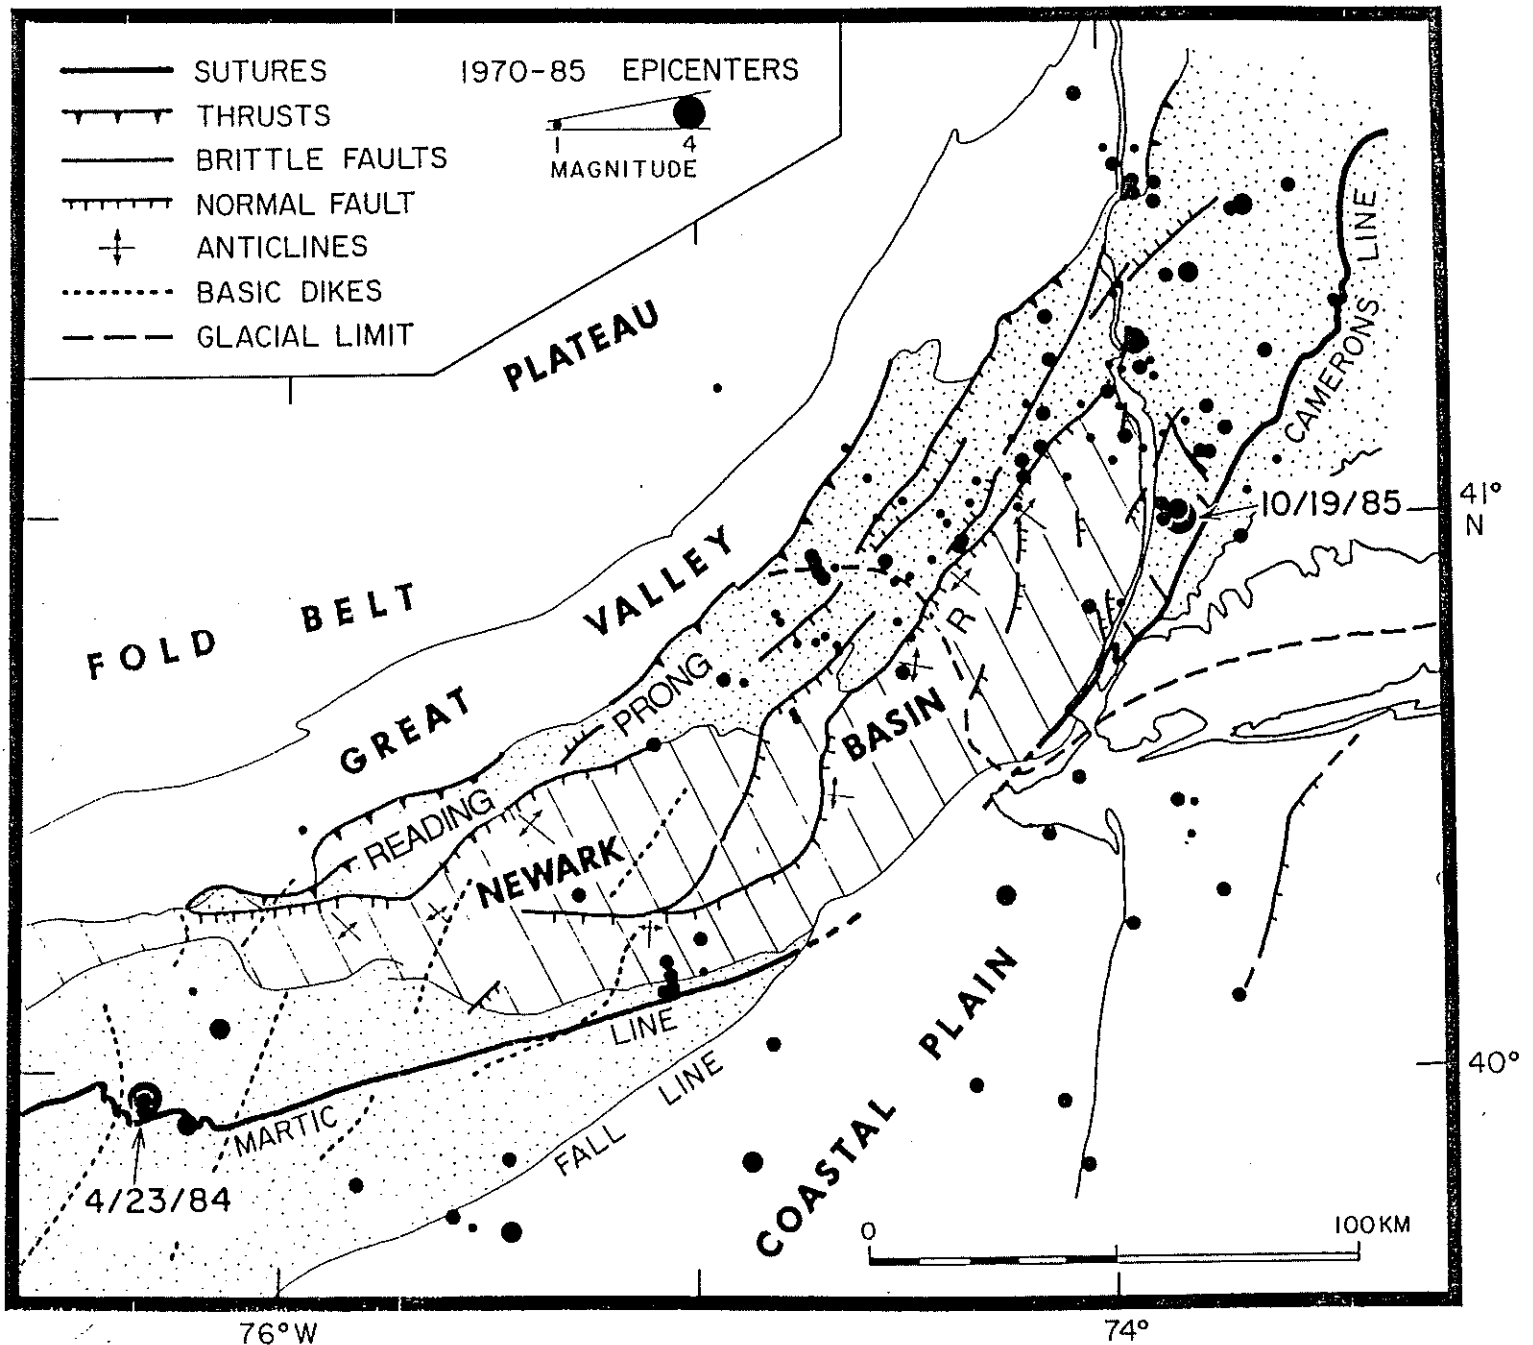 SUTURES
THRUSTS
BRITTLE FAULTS
NORMAL FAULT
ANTICLINES
BASIC DIKES
GLACIAL LIMIT
1970-85 EPICENTERS
1 4
MAGNITUDE
PLATEAU
FOLD BELT
GREAT VALLEY
READING PRONG
NEWARK BASIN
R
CAMERONS LINE
10/19/85
41°
N
40°
MARTIC LINE
FALL LINE
COASTAL PLAIN
4/23/84
0 100 KM
76°W
74°